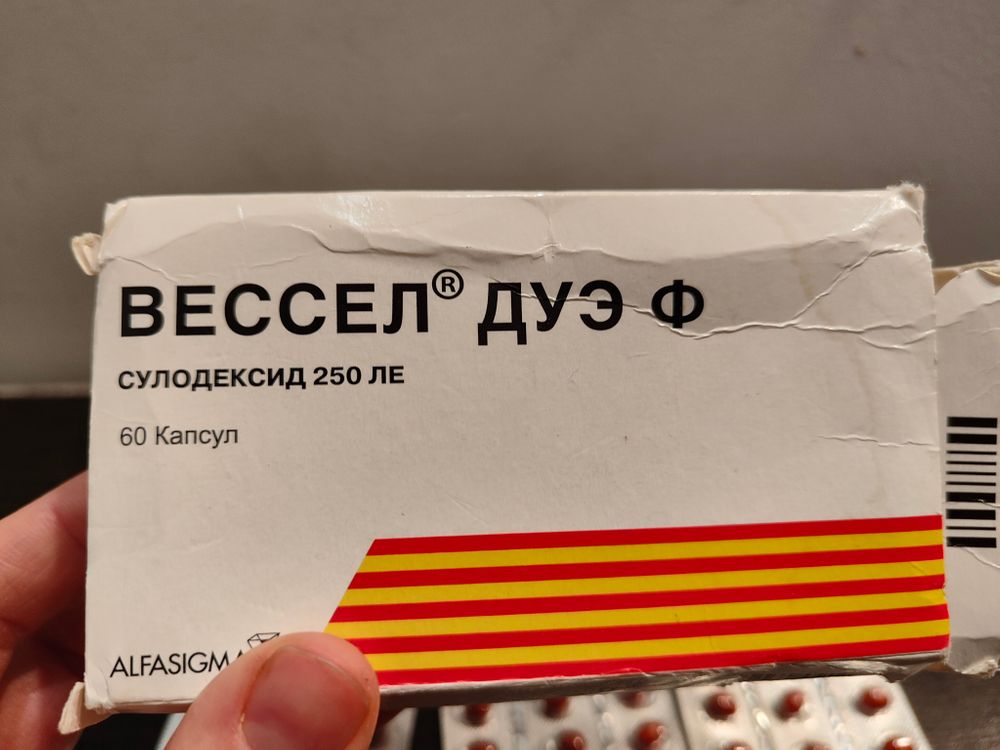 ВЕССЕЛ® ДУЭ Ф
СУЛОДЕКСИД 250 ЛЕ
60 Капсул
ALFASIGMA